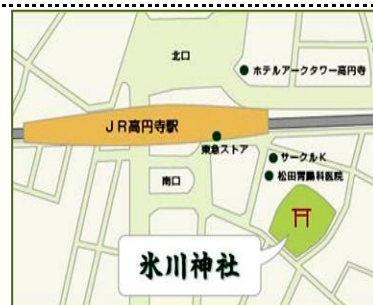 北口
ホテルアークタワー高円寺
JR高円寺駅
東急ストア
サークルK
南口
松田胃腸科医院
氷川神社